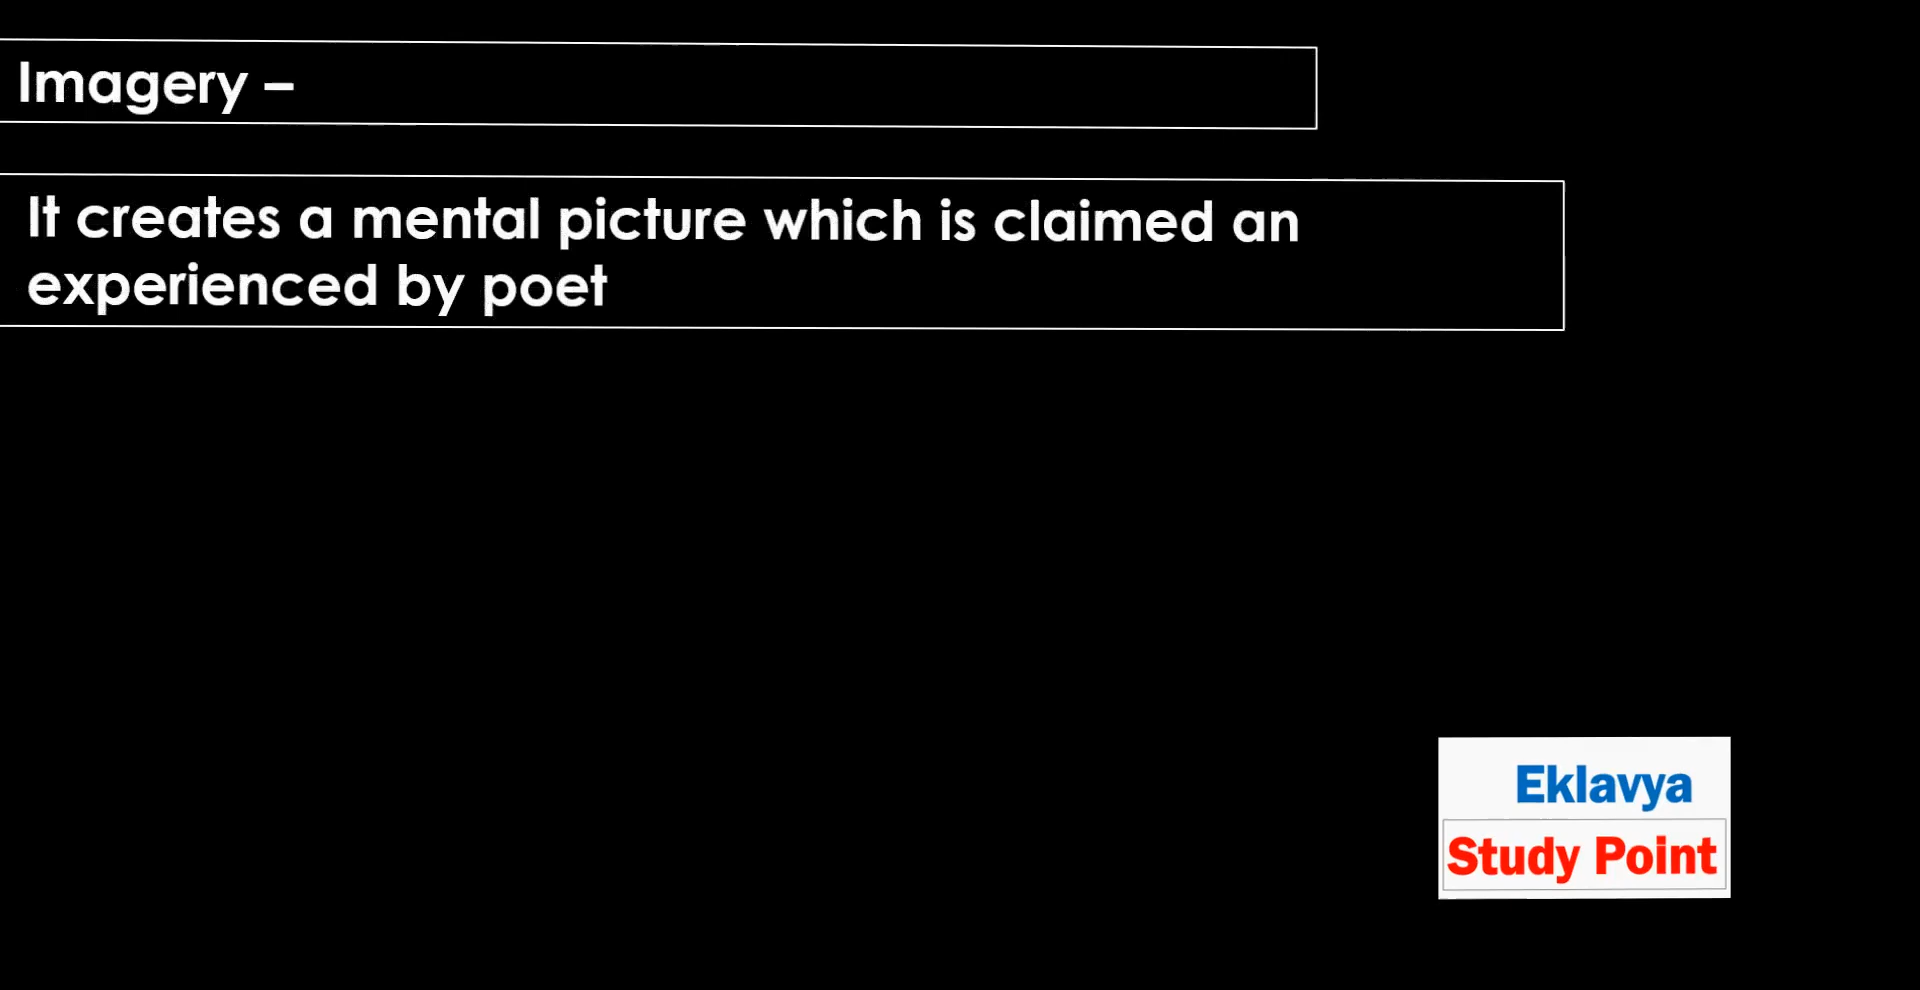 Imagery –
It creates a mental picture which is claimed an
experienced by poet
Eklavya
Study Point